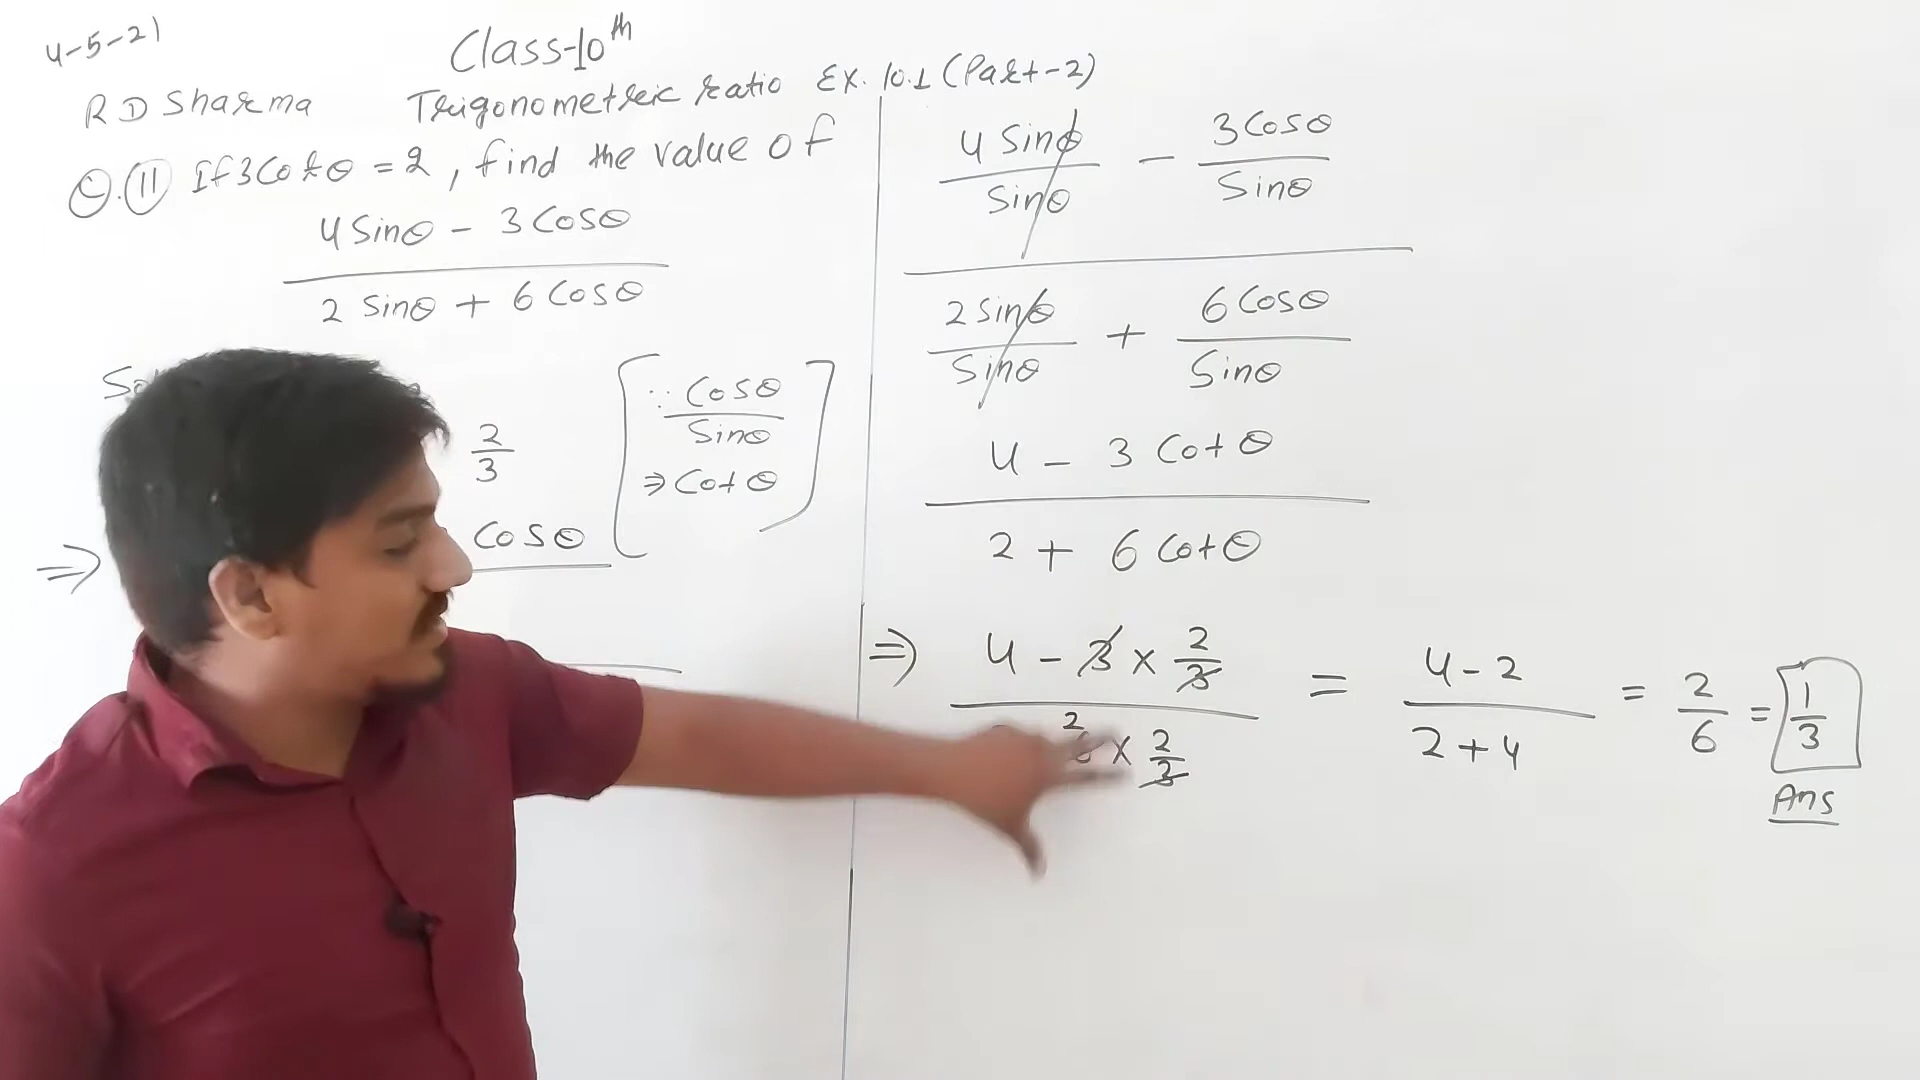 4-5-21
Class-10th
RD Sharma Trigonometric ratio Ex. 10.1 (Part-2)
Q.11 If 3Cotθ = 2, find the value of
4 Sinθ - 3 Cosθ
2 Sinθ + 6 Cosθ
2
3
∵ Cosθ
Sinθ
⇒ Cotθ
⇒
Cosθ
4 Sinθ - 3 Cosθ
Sinθ Sinθ
2 Sinθ + 6 Cosθ
Sinθ Sinθ
4 - 3 Cotθ
2 + 6 Cotθ
⇒ 4 - 3 × 2/3 = 4-2 = 2/6 = 1/3
2
6 × 2/3 2+4
Ans